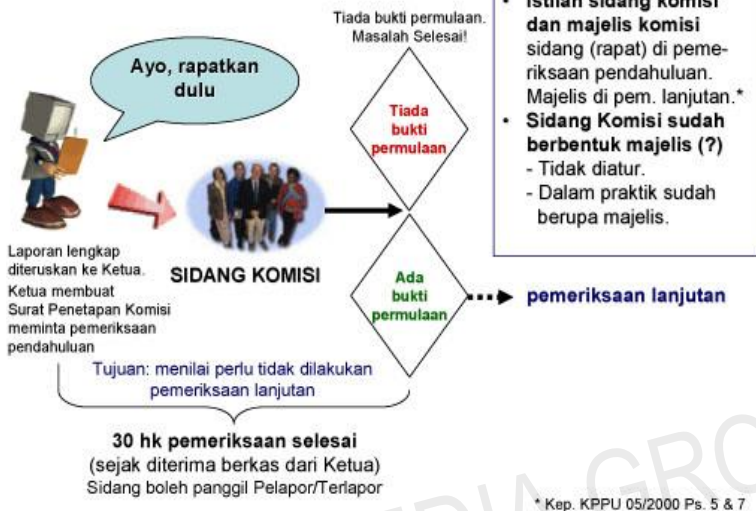 Tiada bukti permulaan.
Masalah Selesai!
Ayo, rapatkan
dulu
Tiada
bukti
permulaan
• Istilah sidang komisi
dan majelis komisi
sidang (rapat) di peme-
riksaan pendahuluan.
Majelis di pem. lanjutan.*
• Sidang Komisi sudah
berbentuk majelis (?)
- Tidak diatur.
- Dalam praktik sudah
berupa majelis.
Laporan lengkap
diteruskan ke Ketua.
Ketua membuat
Surat Penetapan Komisi
meminta pemeriksaan
pendahuluan
SIDANG KOMISI
Ada
bukti
permulaan
pemeriksaan lanjutan
Tujuan: menilai perlu tidak dilakukan
pemeriksaan lanjutan
30 hk pemeriksaan selesai
(sejak diterima berkas dari Ketua)
Sidang boleh panggil Pelapor/Terlapor
* Kep. KPPU 05/2000 Ps. 5 & 7